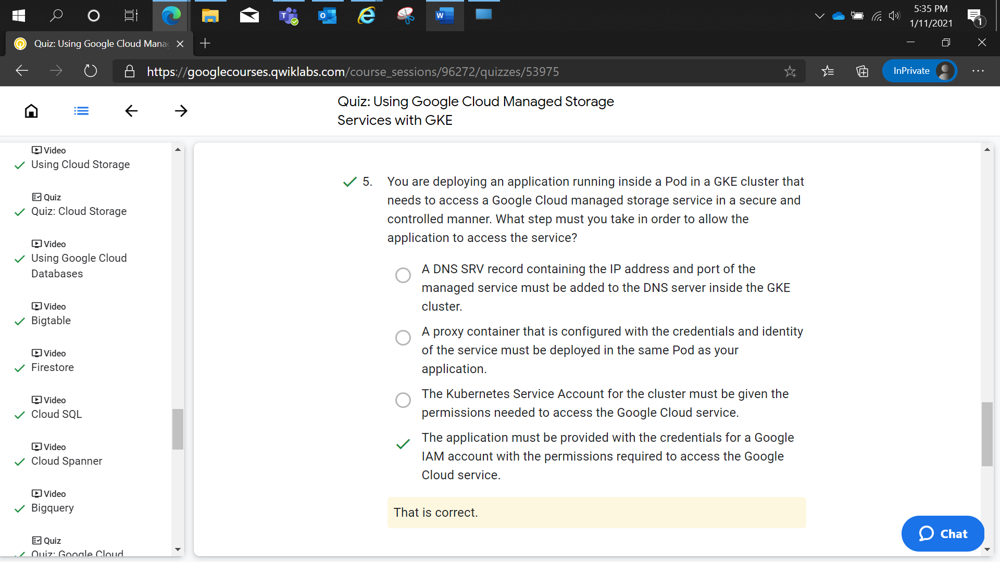 5:35 PM
1/11/2021
1
Quiz: Using Google Cloud Mana
https://googlecourses.qwiklabs.com/course_sessions/96272/quizzes/53975
InPrivate
Quiz: Using Google Cloud Managed Storage
Services with GKE
Video
Using Cloud Storage
Quiz
Quiz: Cloud Storage
Video
Using Google Cloud
Databases
Video
Bigtable
Video
Firestore
Video
Cloud SQL
Video
Cloud Spanner
Video
Bigquery
Quiz
Quiz: Google Cloud
5. You are deploying an application running inside a Pod in a GKE cluster that
needs to access a Google Cloud managed storage service in a secure and
controlled manner. What step must you take in order to allow the
application to access the service?
A DNS SRV record containing the IP address and port of the
managed service must be added to the DNS server inside the GKE
cluster.
A proxy container that is configured with the credentials and identity
of the service must be deployed in the same Pod as your
application.
The Kubernetes Service Account for the cluster must be given the
permissions needed to access the Google Cloud service.
The application must be provided with the credentials for a Google
IAM account with the permissions required to access the Google
Cloud service.
That is correct.
Chat